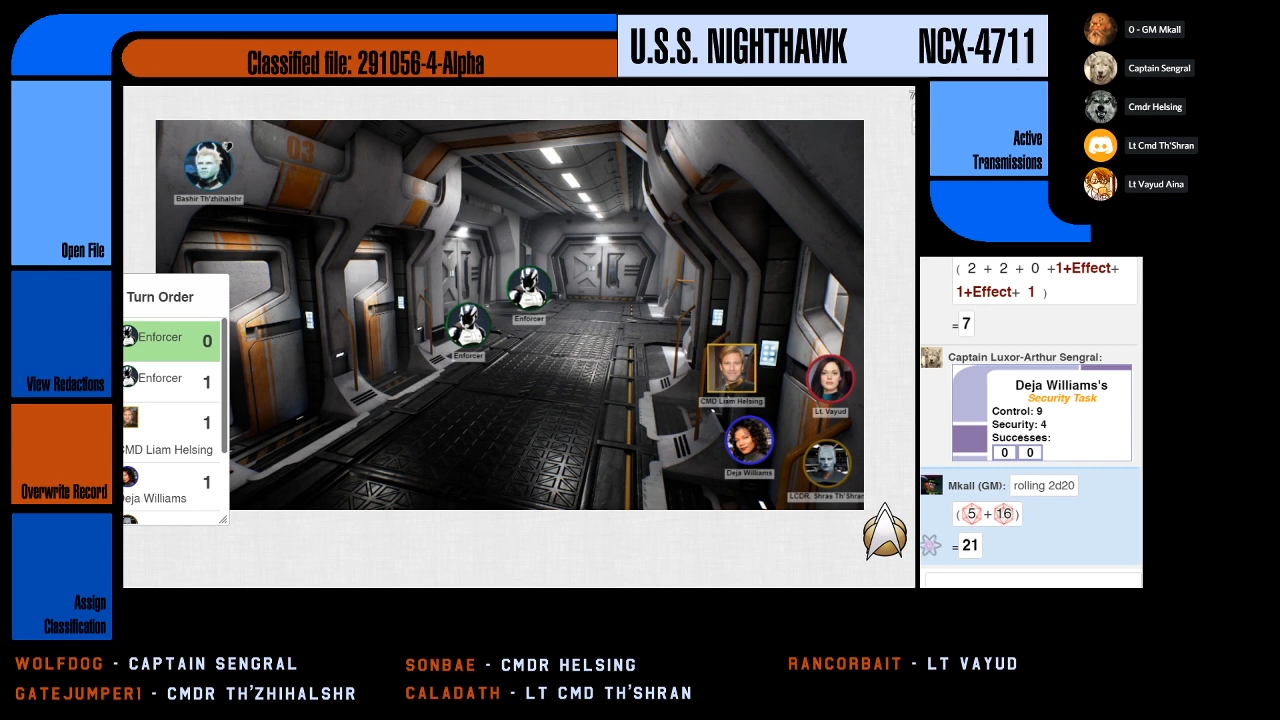 Classified file: 291056-4-Alpha
U.S.S. NIGHTHAWK NCX-4711
0 - GM Mkall
Captain Sengral
Cmdr Helsing
Lt Cmd Th'Shran
Lt Vayud Aina
Active
Transmissions
Open File
View Redactions
Overwrite Record
Assign
Classification
03
Bashir Th'zhihalshr
Enforcer
Enforcer
CMD Liam Helsing
Lt. Vayud
Deja Williams
LCDR. Shras Th'Shran
Turn Order
Enforcer 0
Enforcer 1
1
CMD Liam Helsing
1
Deja Williams
( 2 + 2 + 0 +1+Effect+
1+Effect+ 1 )
=7
Captain Luxor-Arthur Sengral:
Deja Williams's
Security Task
Control: 9
Security: 4
Successes:
0 0
Mkall (GM): rolling 2d20
(5+16)
=21
WOLFDOG - CAPTAIN SENGRAL
SONBAE - CMDR HELSING
RANCORBAIT - LT VAYUD
GATEJUMPER1 - CMDR TH'ZHIHALSHR
CALADATH - LT CMD TH'SHRAN